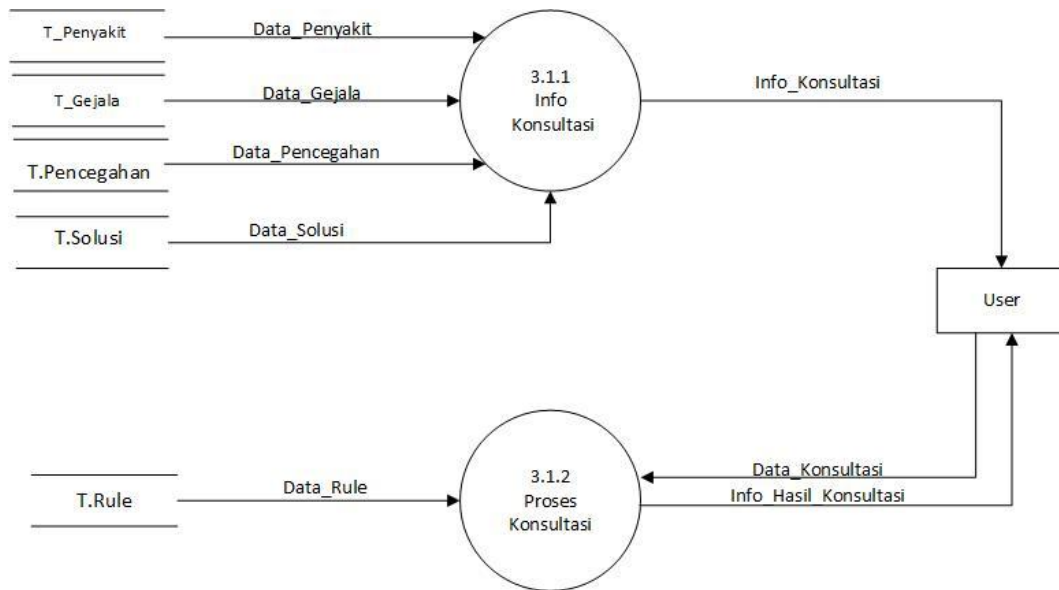 T_Penyakit
Data_Penyakit
T_Gejala
Data_Gejala
T.Pencegahan
Data_Pencegahan
T.Solusi
Data_Solusi
3.1.1
Info
Konsultasi
Info_Konsultasi
User
T.Rule
Data_Rule
3.1.2
Proses
Konsultasi
Data_Konsultasi
Info_Hasil_Konsultasi